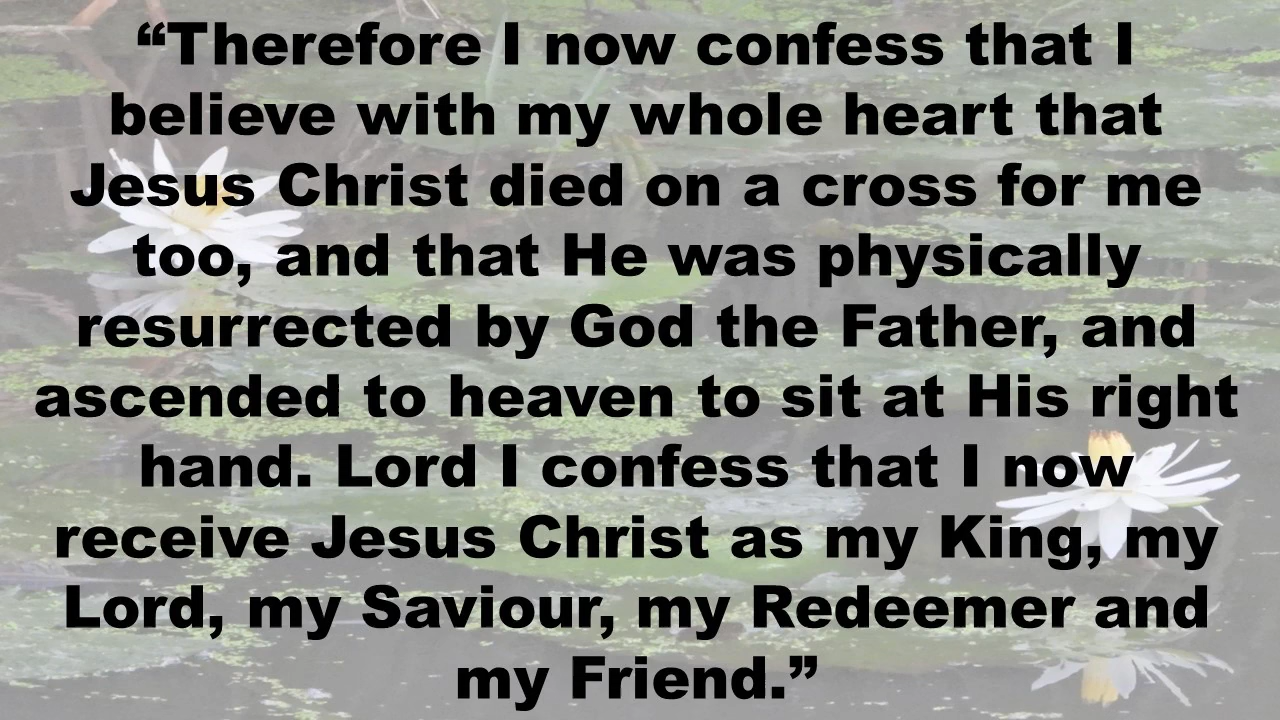 “Therefore I now confess that I
believe with my whole heart that
Jesus Christ died on a cross for me
too, and that He was physically
resurrected by God the Father, and
ascended to heaven to sit at His right
hand. Lord I confess that I now
receive Jesus Christ as my King, my
Lord, my Saviour, my Redeemer and
my Friend.”